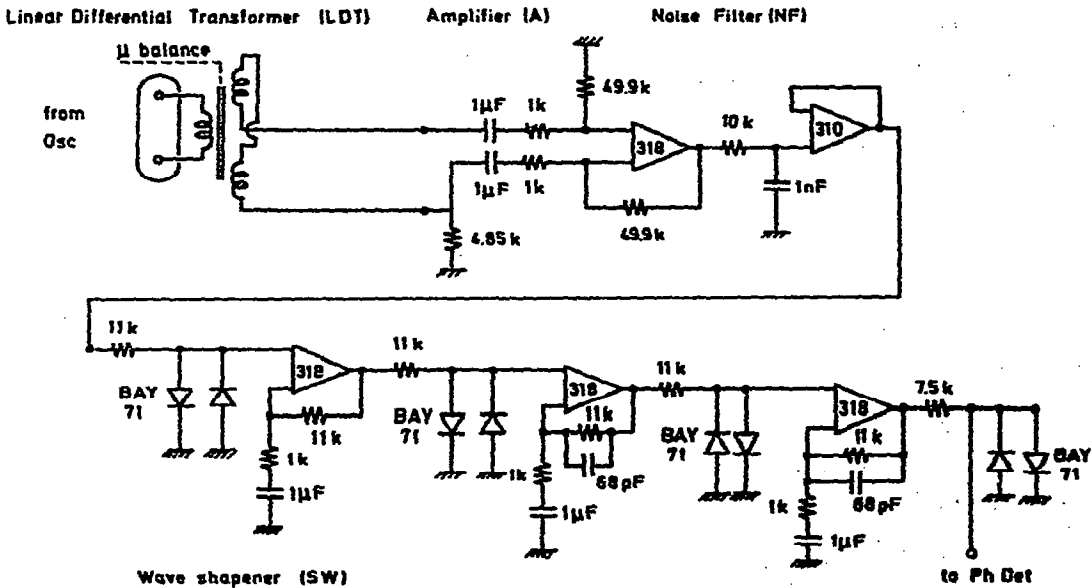 Linear Differential Transformer (LDT)
Amplifier (A)
Noise Filter (NF)
μ balance
from
Osc
1μF
1k
49.9k
318
10k
310
1μF
1k
1nF
4.85k
49.9k
11k
BAY
71
318
11k
1k
1μF
11k
BAY
71
318
11k
68pF
1k
1μF
11k
BAY
71
318
11k
68pF
1k
1μF
7.5k
BAY
71
to Ph Det
Wave shapener (SW)